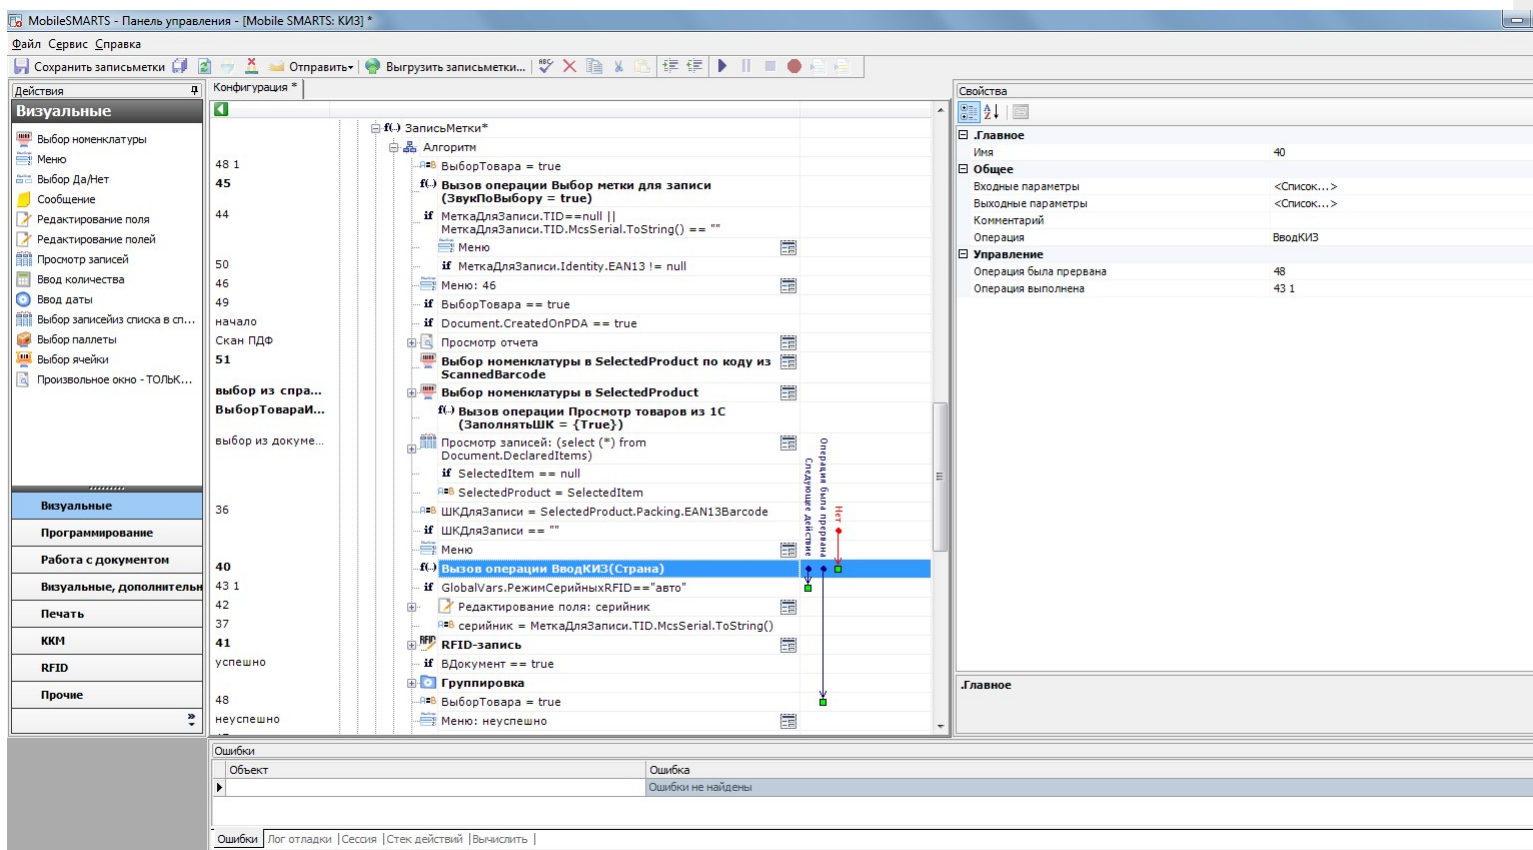 MobileSMARTS - Панель управления - [Mobile SMARTS: КИЗ] *
Файл Сервис Справка
Сохранить записьметки Отправить Выгрузить записьметки...
Действия
Визуальные
Выбор номенклатуры
Меню
Выбор Да/Нет
Сообщение
Редактирование поля
Редактирование полей
Просмотр записей
Ввод количества
Ввод даты
Выбор записейиз списка в сп...
Выбор паллеты
Выбор ячейки
Произвольное окно - ТОЛЬК...
Визуальные
Программирование
Работа с документом
Визуальные, дополнительн
Печать
ККМ
RFID
Прочие
Конфигурация *
f(..) ЗаписьМетки*
Алгоритм
48 1 ВыборТовара = true
45 f(..) Вызов операции Выбор метки для записи
(ЗвукПоВыбору = true)
44 if МеткаДляЗаписи.TID==null ||
МеткаДляЗаписи.TID.McsSerial.ToString() == ""
Меню
50 if МеткаДляЗаписи.Identity.EAN13 != null
46 Меню: 46
49 if ВыборТовара == true
начало if Document.CreatedOnPDA == true
Скан ПДФ Просмотр отчета
51 Выбор номенклатуры в SelectedProduct по коду из
ScannedBarcode
выбор из спра... Выбор номенклатуры в SelectedProduct
ВыборТовараИ... f(..) Вызов операции Просмотр товаров из 1С
(ЗаполнятьШК = {True})
выбор из докуме... Просмотр записей: (select (*) from
Document.DeclaredItems)
if SelectedItem == null
SelectedProduct = SelectedItem
36 ШКДляЗаписи = SelectedProduct.Packing.EAN13Barcode
if ШКДляЗаписи == ""
Меню
40 f(..) Вызов операции ВводКИЗ(Страна)
43 1 if GlobalVars.РежимСерийныхRFID=="авто"
42 Редактирование поля: серийник
37 серийник = МеткаДляЗаписи.TID.McsSerial.ToString()
41 RFID-запись
успешно if ВДокумент == true
Группировка
48 ВыборТовара = true
неуспешно Меню: неуспешно
Следующее действие
Операция была прервана
Нет
Свойства
.Главное
Имя 40
Общее
Входные параметры <Список...>
Выходные параметры <Список...>
Комментарий
Операция ВводКИЗ
Управление
Операция была прервана 48
Операция выполнена 43 1
.Главное
Ошибки
Объект Ошибка
Ошибки не найдены
Ошибки Лог отладки |Сессия |Стек действий |Вычислить |